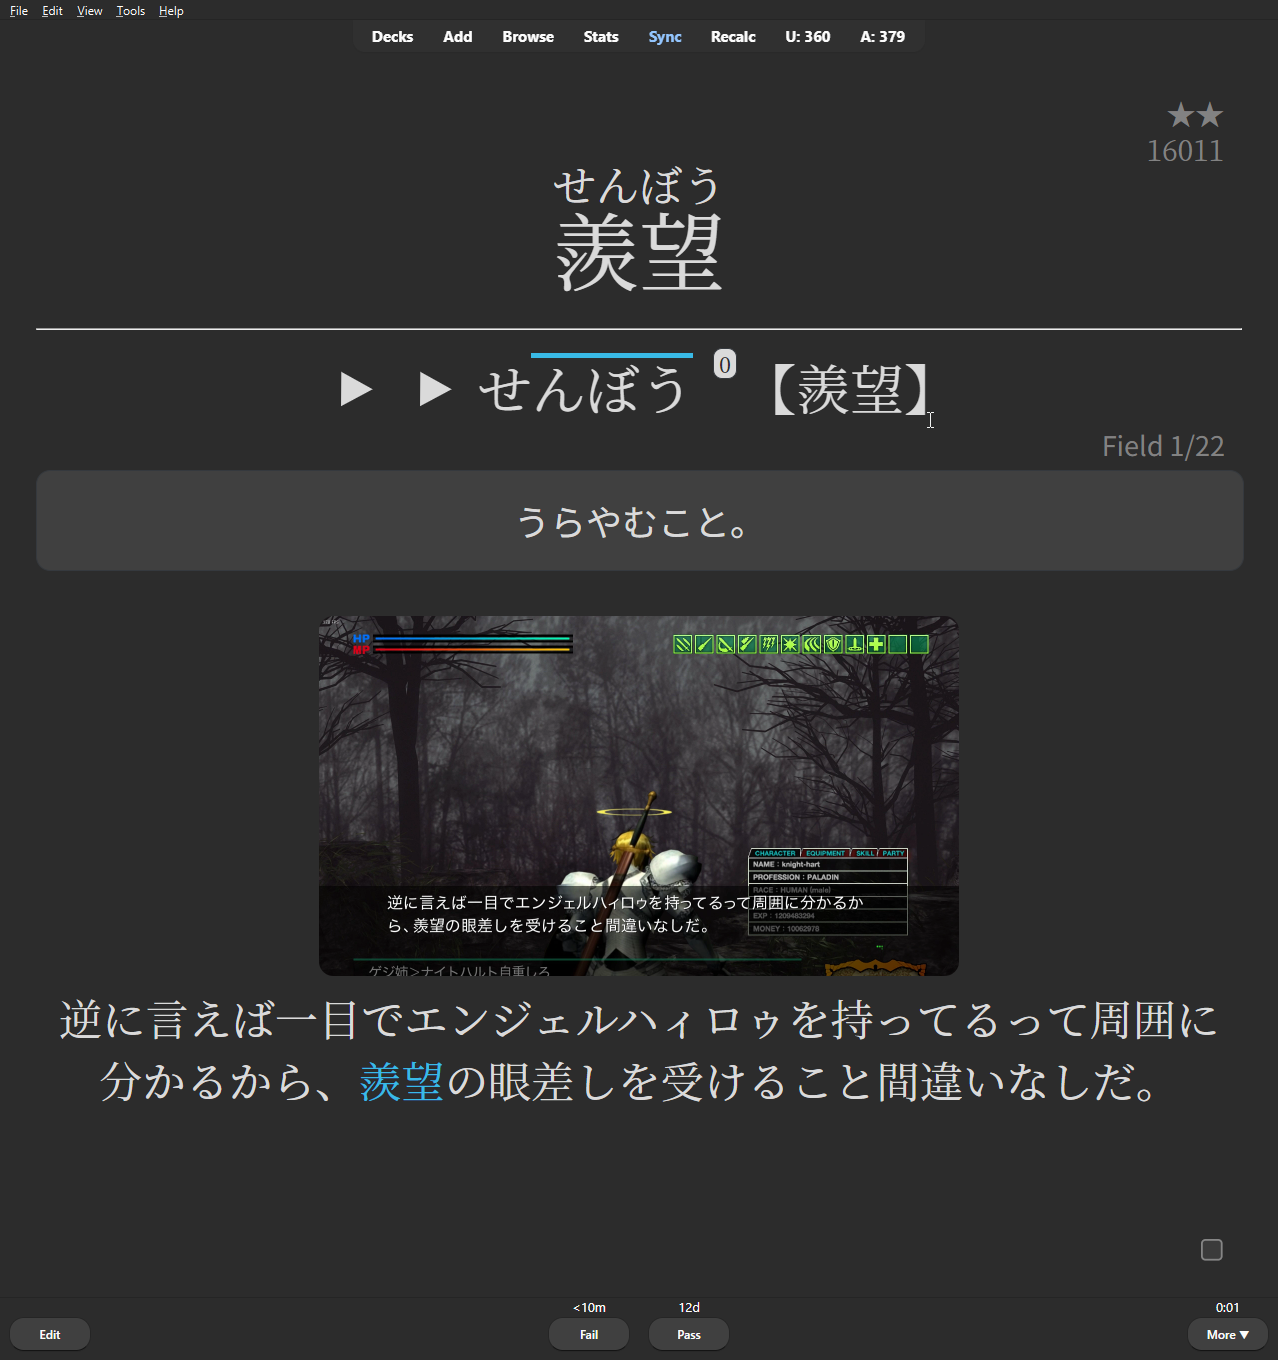 File Edit View Tools Help
Decks Add Browse Stats Sync Recalc U: 360 A: 379
★★
16011
せんぼう
羨望
▶ ▶ せんぼう 0 【羨望】
Field 1/22
うらやむこと。
HP
MP
CHARACTER EQUIPMENT SKILL PARTY
NAME : knight-hart
PROFESSION : PALADIN
RACE : HUMAN (male)
EXP : 1209483294
MONEY : 10062978
逆に言えば一目でエンジェルハィロゥを持ってるって周囲に分かるか
ら、羨望の眼差しを受けること間違いなしだ。
ゲジ姉＞ナイトハルト自重しろ
逆に言えば一目でエンジェルハィロゥを持ってるって周囲に
分かるから、羨望の眼差しを受けること間違いなしだ。
<10m 12d 0:01
Edit Fail Pass More ▼